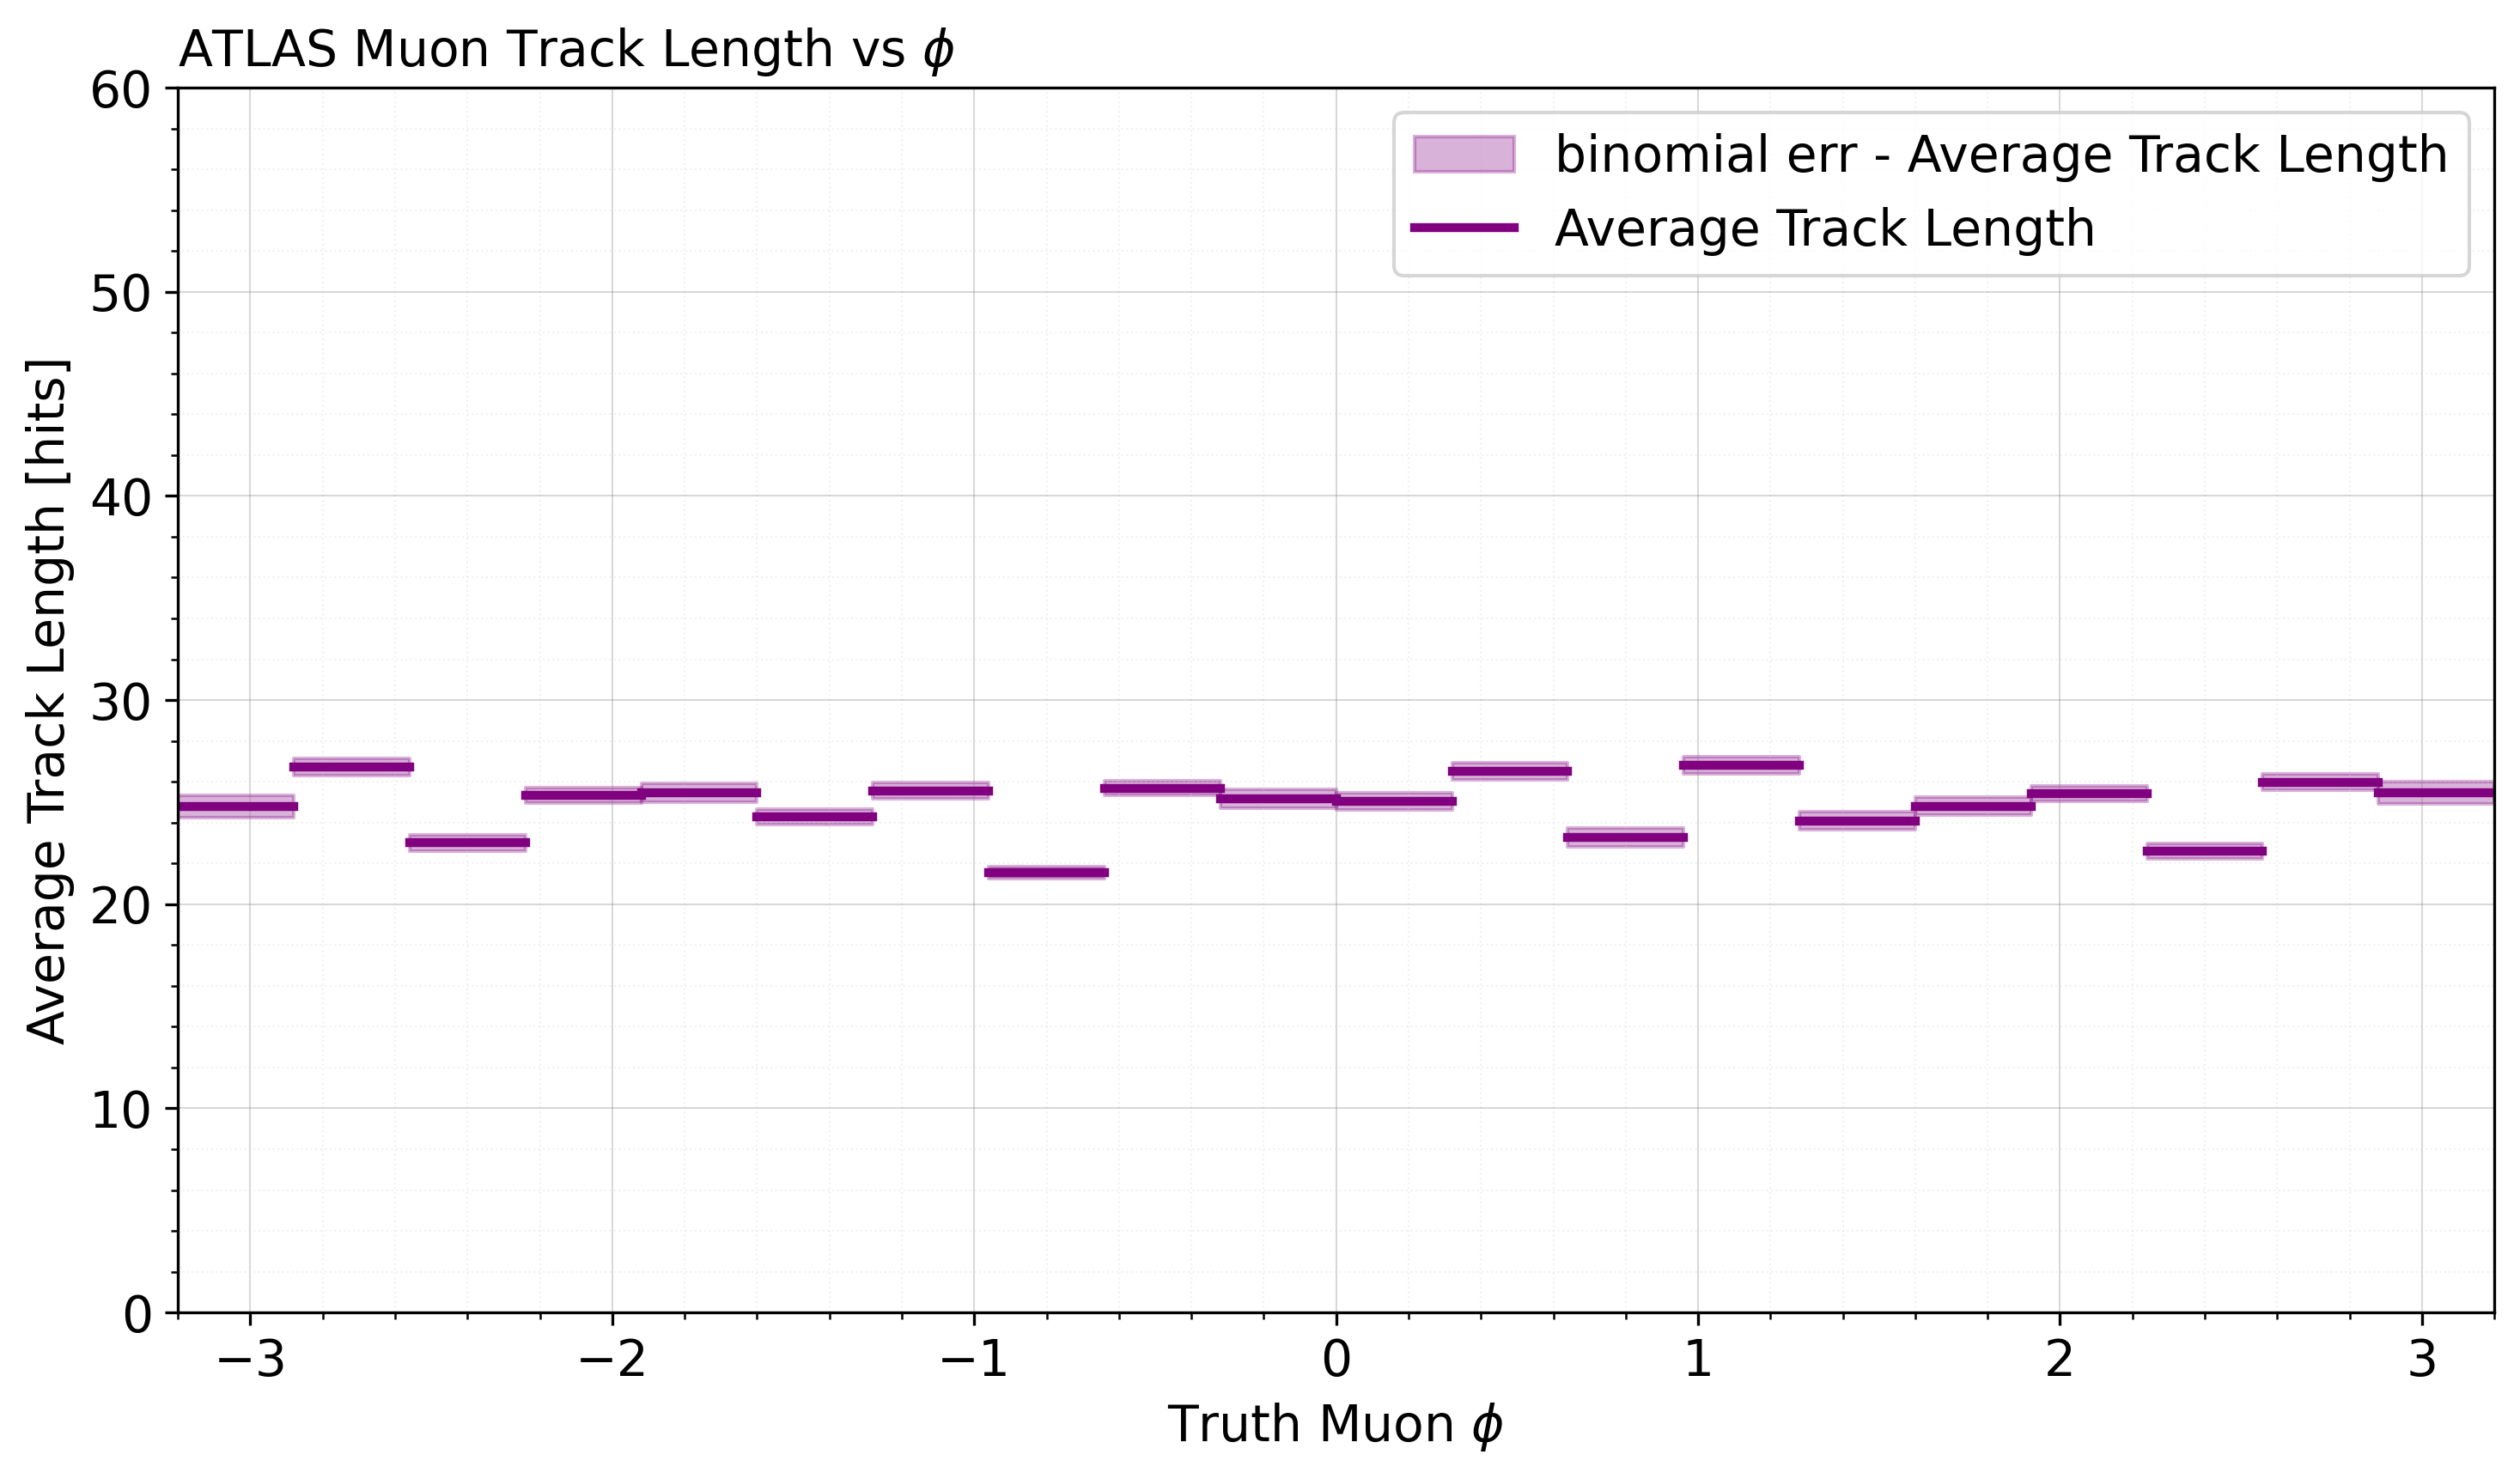 ATLAS Muon Track Length vs ϕ
60
50
40
30
20
10
0
Average Track Length [hits]
binomial err - Average Track Length
Average Track Length
−3 −2 −1 0 1 2 3
Truth Muon ϕ